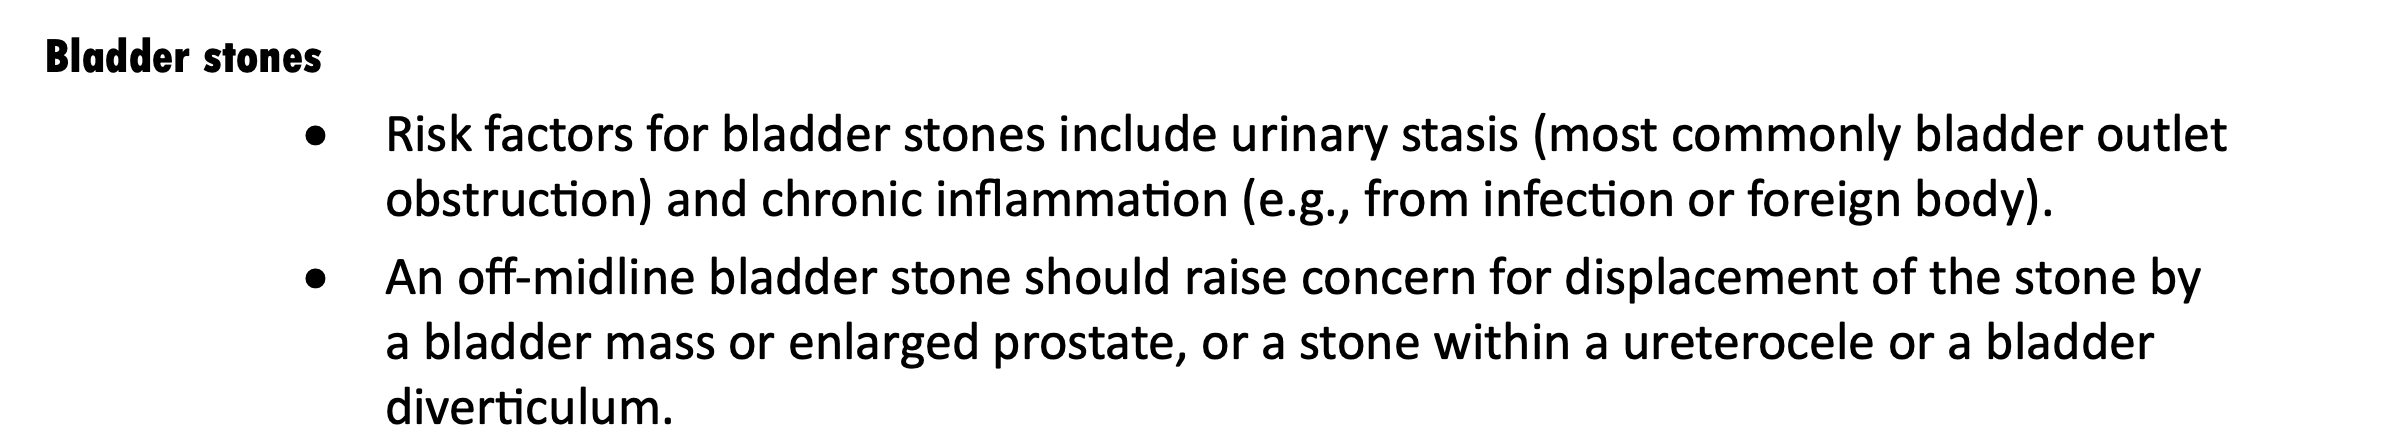 Bladder stones
• Risk factors for bladder stones include urinary stasis (most commonly bladder outlet
obstruction) and chronic inflammation (e.g., from infection or foreign body).
• An off-midline bladder stone should raise concern for displacement of the stone by
a bladder mass or enlarged prostate, or a stone within a ureterocele or a bladder
diverticulum.